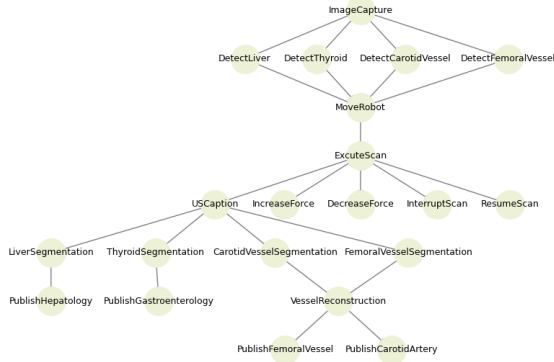 ImageCapture
DetectLiver DetectThyroid DetectCarotidVessel DetectFemoralVessel
MoveRobot
ExcuteScan
USCaption IncreaseForce DecreaseForce InterruptScan ResumeScan
LiverSegmentation ThyroidSegmentation CarotidVesselSegmentation FemoralVesselSegmentation
PublishHepatology PublishGastroenterology VesselReconstruction
PublishFemoralVessel PublishCarotidArtery